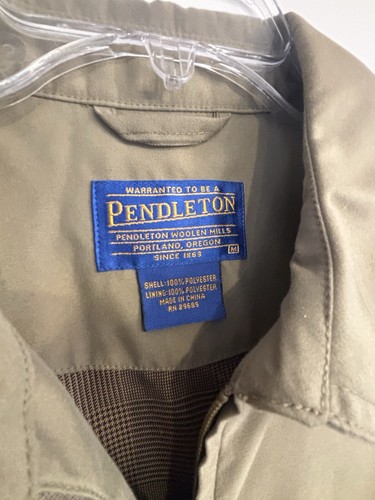 WARRANTED TO BE A
PENDLETON
PENDLETON WOOLEN MILLS
PORTLAND, OREGON
SINCE 1863 M
SHELL: 100% POLYESTER
LINING: 100% POLYESTER
MADE IN CHINA
RN 29685